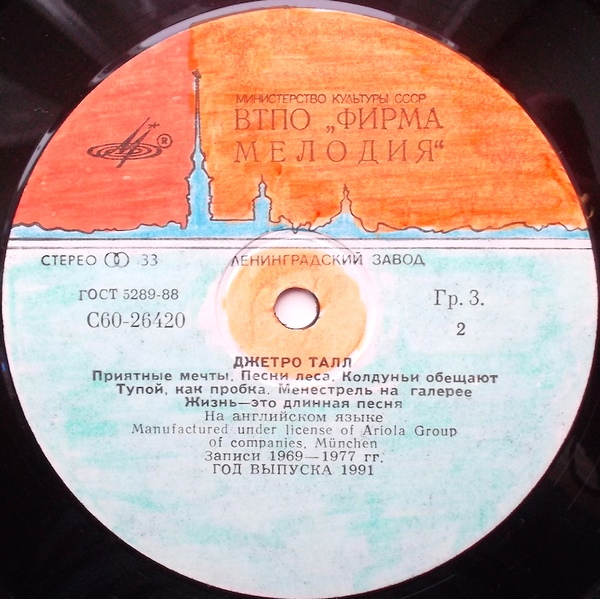 МИНИСТЕРСТВО КУЛЬТУРЫ СССР
ВТПО „ФИРМА
МЕЛОДИЯ“
®
СТЕРЕО 33
ЛЕНИНГРАДСКИЙ ЗАВОД
ГОСТ 5289-88
Гр. 3.
С60-26420
2
ДЖЕТРО ТАЛЛ
Приятные мечты. Песни леса. Колдуньи обещают
Тупой, как пробка. Менестрель на галерее
Жизнь—это длинная песня
На английском языке
Manufactured under license of Ariola Group
of companies, München
Записи 1969—1977 гг.
ГОД ВЫПУСКА 1991